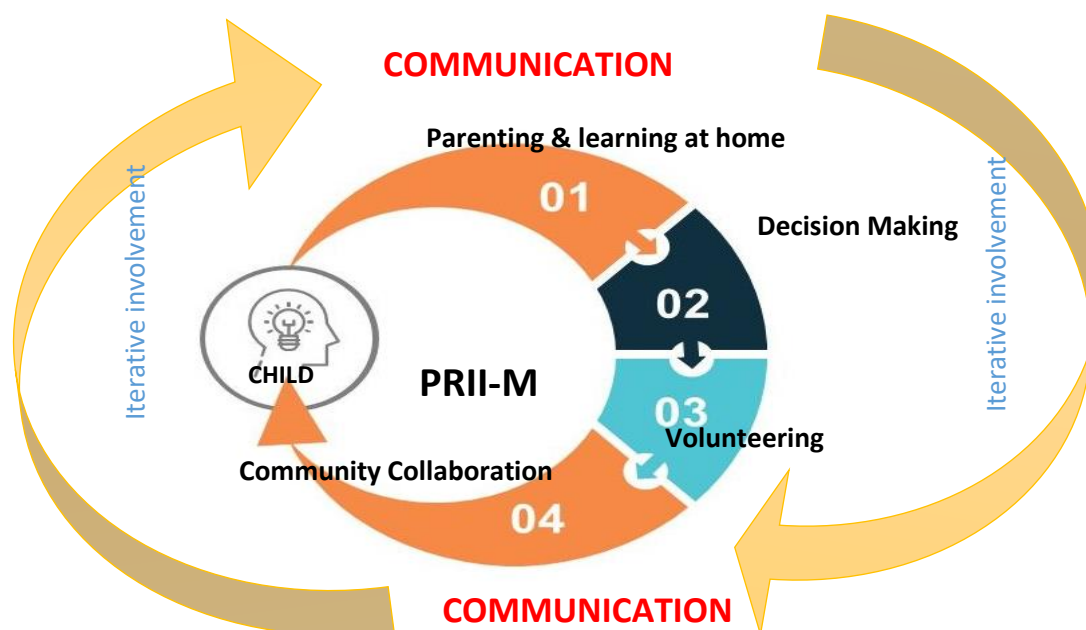 COMMUNICATION
Parenting & learning at home
01
Decision Making
Iterative involvement
Iterative involvement
02
CHILD
PRII-M
03
Volunteering
Community Collaboration
04
COMMUNICATION